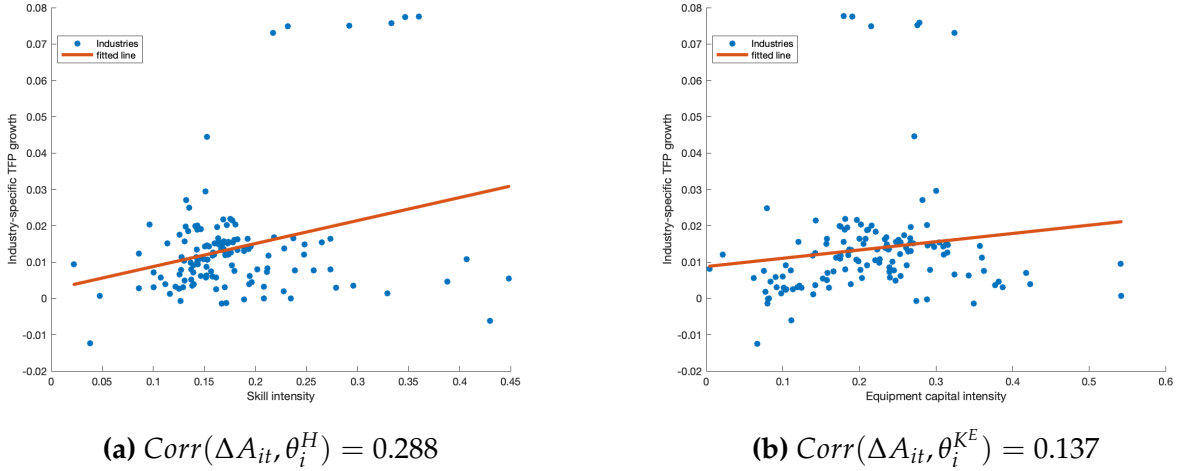 0.08
0.07
0.06
0.05
0.04
0.03
0.02
0.01
0
-0.01
-0.02
Industry-specific TFP growth
Industries
fitted line
0 0.05 0.1 0.15 0.2 0.25 0.3 0.35 0.4 0.45
Skill intensity
(a) Corr(ΔA_{it}, θ_i^H) = 0.288
0.08
0.07
0.06
0.05
0.04
0.03
0.02
0.01
0
-0.01
-0.02
Industry-specific TFP growth
Industries
fitted line
0 0.1 0.2 0.3 0.4 0.5 0.6
Equipment capital intensity
(b) Corr(ΔA_{it}, θ_i^{K^E}) = 0.137